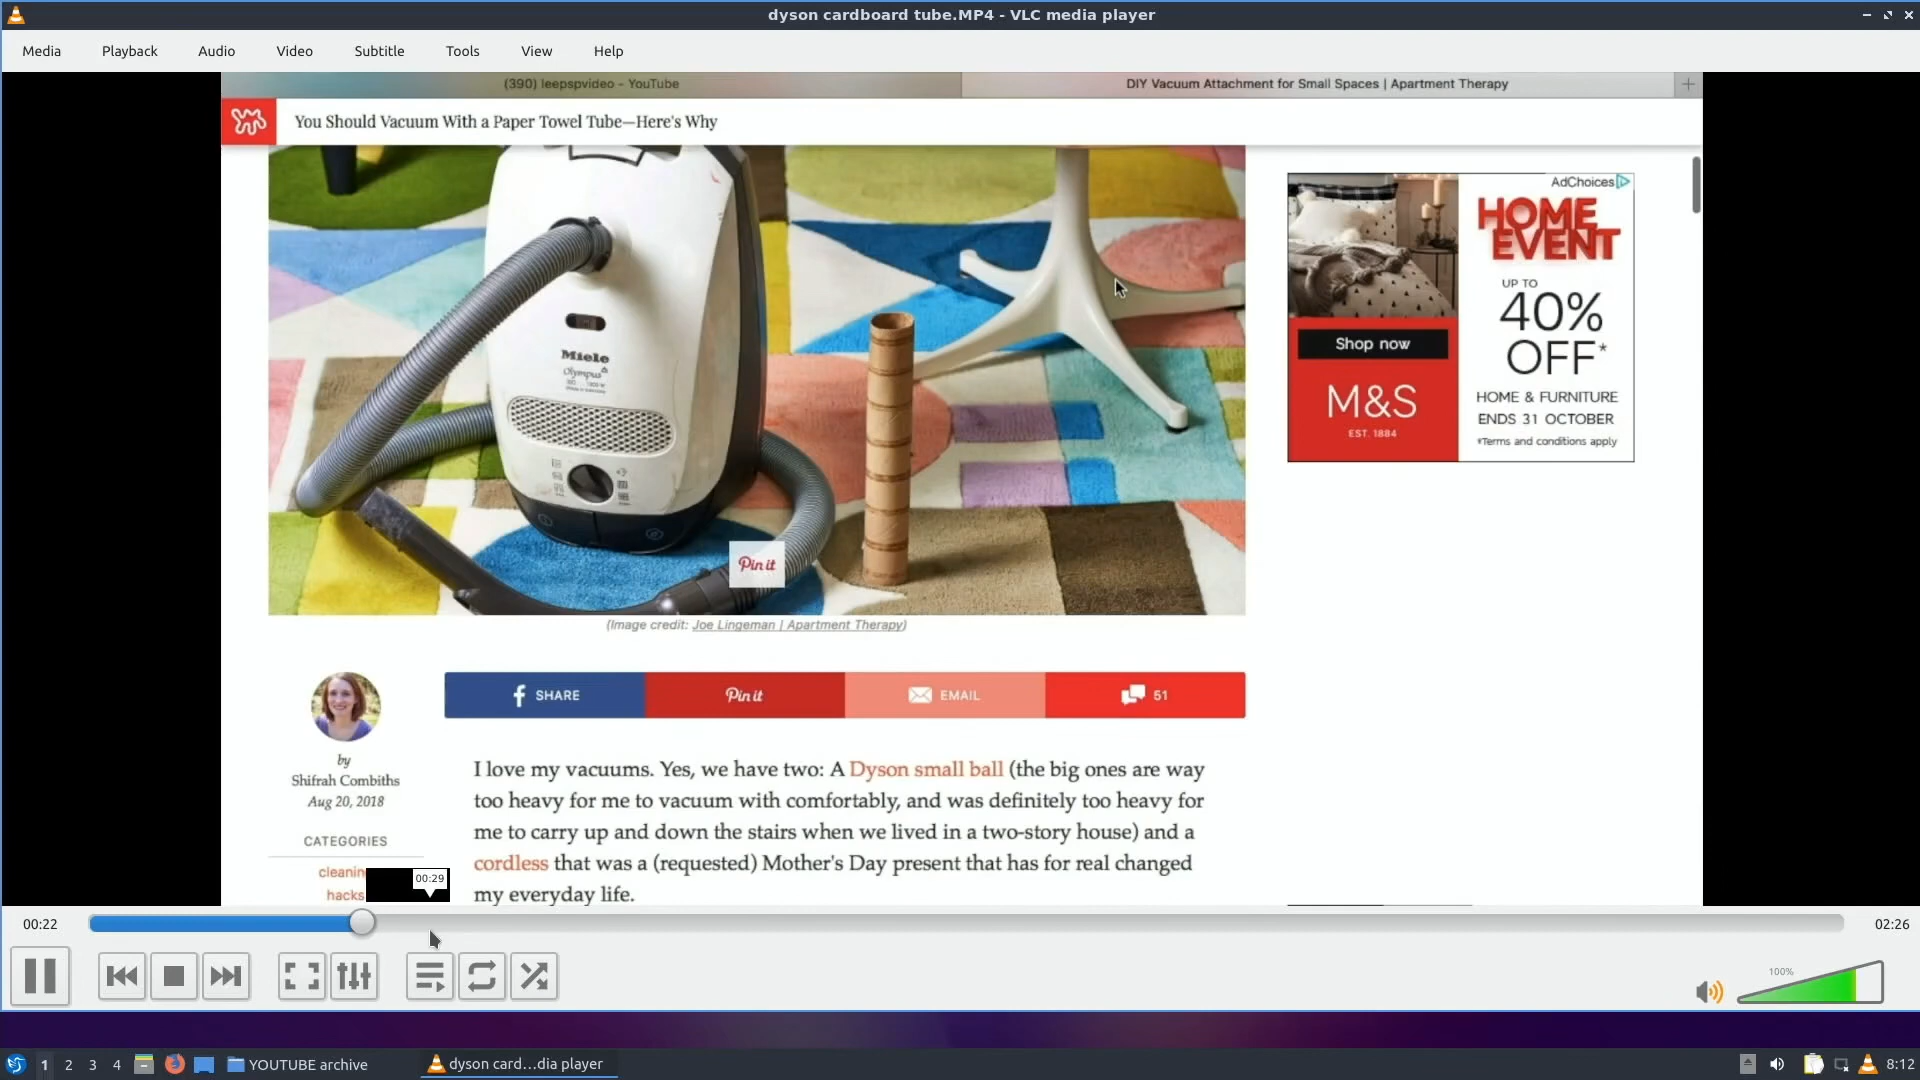 dyson cardboard tube.MP4 - VLC media player
Media Playback Audio Video Subtitle Tools View Help
(390) leepspvideo - YouTube
DIY Vacuum Attachment for Small Spaces | Apartment Therapy
You Should Vacuum With a Paper Towel Tube—Here's Why
Miele
Olympus
Pin it
AdChoices
HOME
EVENT
UP TO
40%
OFF*
Shop now
M&S
EST. 1884
HOME & FURNITURE
ENDS 31 OCTOBER
*Terms and conditions apply
(Image credit: Joe Lingeman | Apartment Therapy)
SHARE
Pin it
EMAIL
51
by
Shifrah Combiths
Aug 20, 2018
CATEGORIES
cleanin
hacks
I love my vacuums. Yes, we have two: A Dyson small ball (the big ones are way
too heavy for me to vacuum with comfortably, and was definitely too heavy for
me to carry up and down the stairs when we lived in a two-story house) and a
cordless that was a (requested) Mother's Day present that has for real changed
my everyday life.
00:29
00:22
02:26
100%
1 2 3 4
YOUTUBE archive
dyson card...dia player
8:12